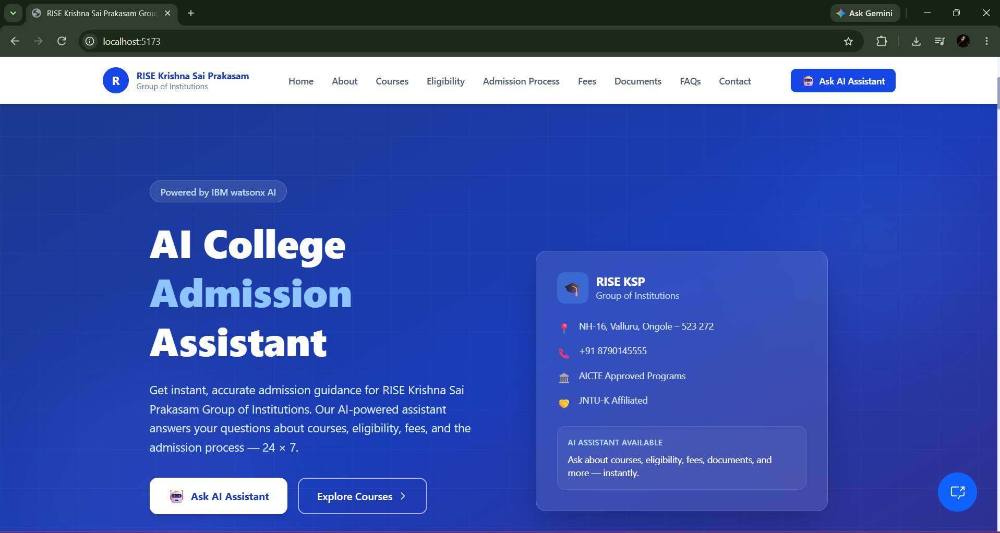 RISE Krishna Sai Prakasam Grou
Ask Gemini
localhost:5173
R
RISE Krishna Sai Prakasam
Group of Institutions
Home
About
Courses
Eligibility
Admission Process
Fees
Documents
FAQs
Contact
Ask AI Assistant
Powered by IBM watsonx AI
AI College
Admission
Assistant
Get instant, accurate admission guidance for RISE Krishna Sai
Prakasam Group of Institutions. Our AI-powered assistant
answers your questions about courses, eligibility, fees, and the
admission process — 24 × 7.
Ask AI Assistant
Explore Courses
RISE KSP
Group of Institutions
NH-16, Valluru, Ongole – 523 272
+91 8790145555
AICTE Approved Programs
JNTU-K Affiliated
AI ASSISTANT AVAILABLE
Ask about courses, eligibility, fees, documents, and
more — instantly.